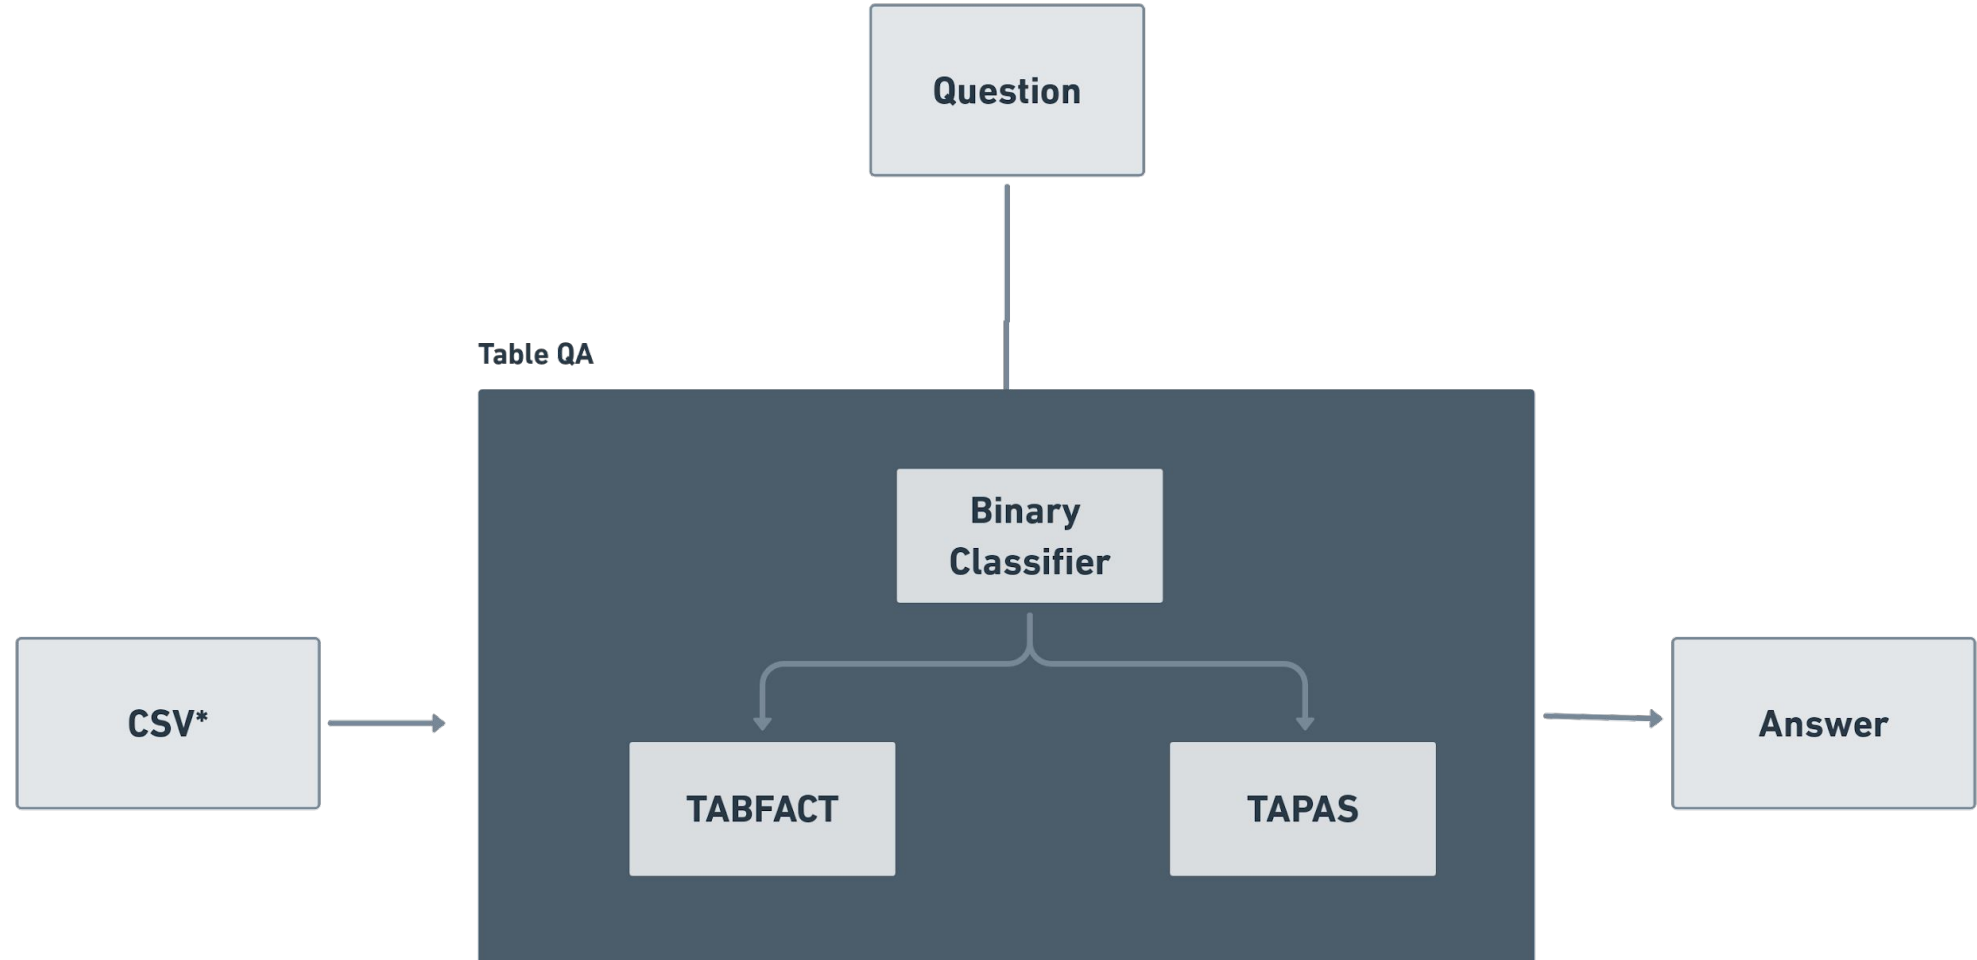 Question
Table QA
Binary
Classifier
CSV*
Answer
TABFACT
TAPAS